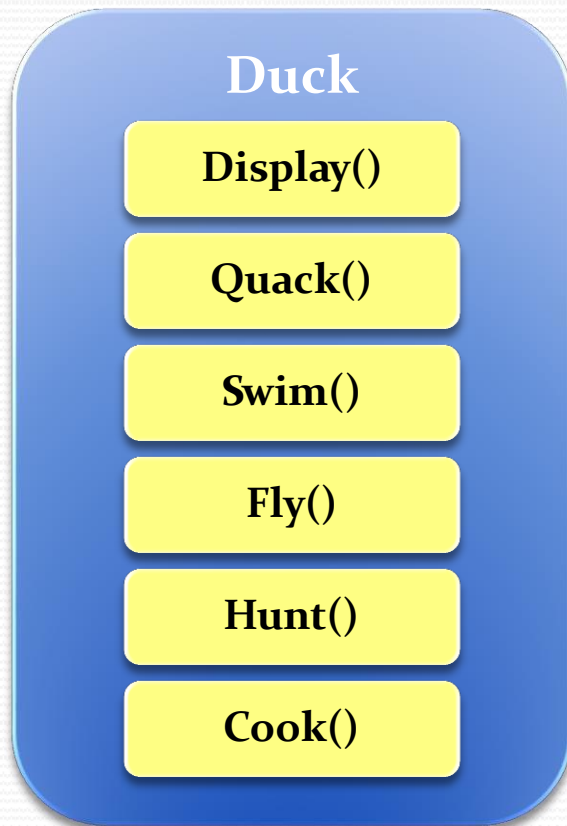 Duck
Display()
Quack()
Swim()
Fly()
Hunt()
Cook()